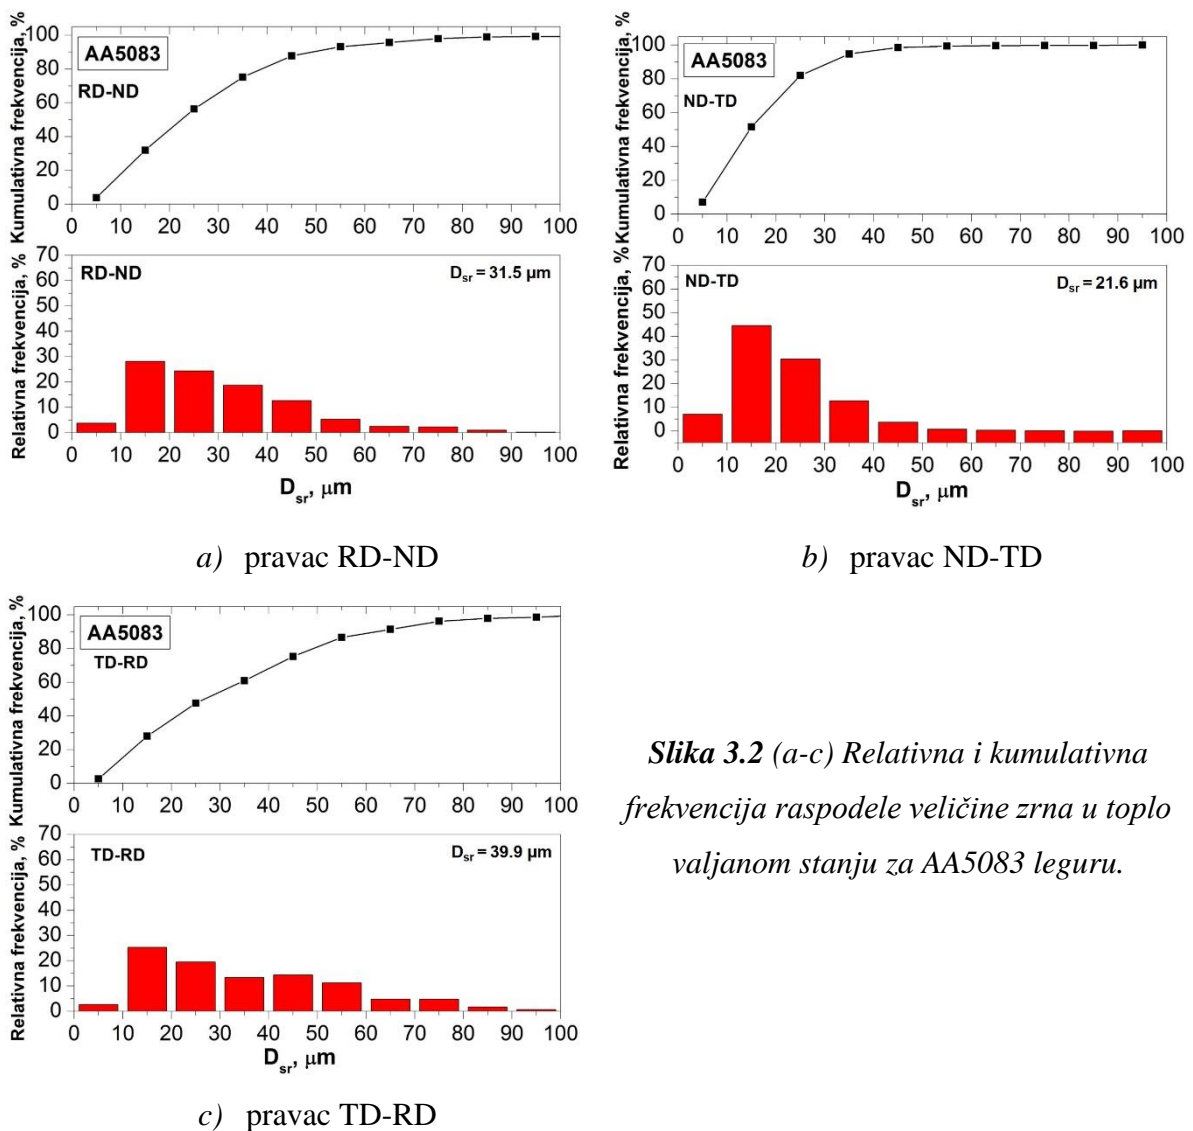 Kumulativna frekvencija, %
100
80
60
40
20
0
AA5083
RD-ND
0 10 20 30 40 50 60 70 80 90 100
Relativna frekvencija, %
70
60
50
40
30
20
10
0
RD-ND
D_sr = 31.5 µm
0 10 20 30 40 50 60 70 80 90 100
D_sr, µm
a) pravac RD-ND
Kumulativna frekvencija, %
100
80
60
40
20
0
AA5083
ND-TD
0 10 20 30 40 50 60 70 80 90 100
Relativna frekvencija, %
70
60
50
40
30
20
10
0
ND-TD
D_sr = 21.6 µm
0 10 20 30 40 50 60 70 80 90 100
D_sr, µm
b) pravac ND-TD
Kumulativna frekvencija, %
100
80
60
40
20
0
AA5083
TD-RD
0 10 20 30 40 50 60 70 80 90 100
Relativna frekvencija, %
70
60
50
40
30
20
10
0
TD-RD
D_sr = 39.9 µm
0 10 20 30 40 50 60 70 80 90 100
D_sr, µm
c) pravac TD-RD
Slika 3.2 (a-c) Relativna i kumulativna
frekvencija raspodele veličine zrna u toplo
valjanom stanju za AA5083 leguru.